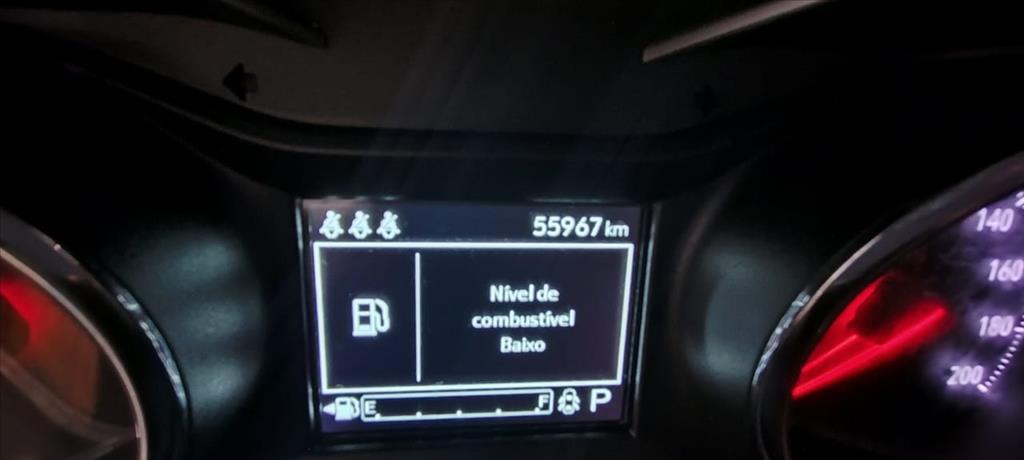 55967 km
Nível de
combustível
Baixo
E F P
140
160
180
200